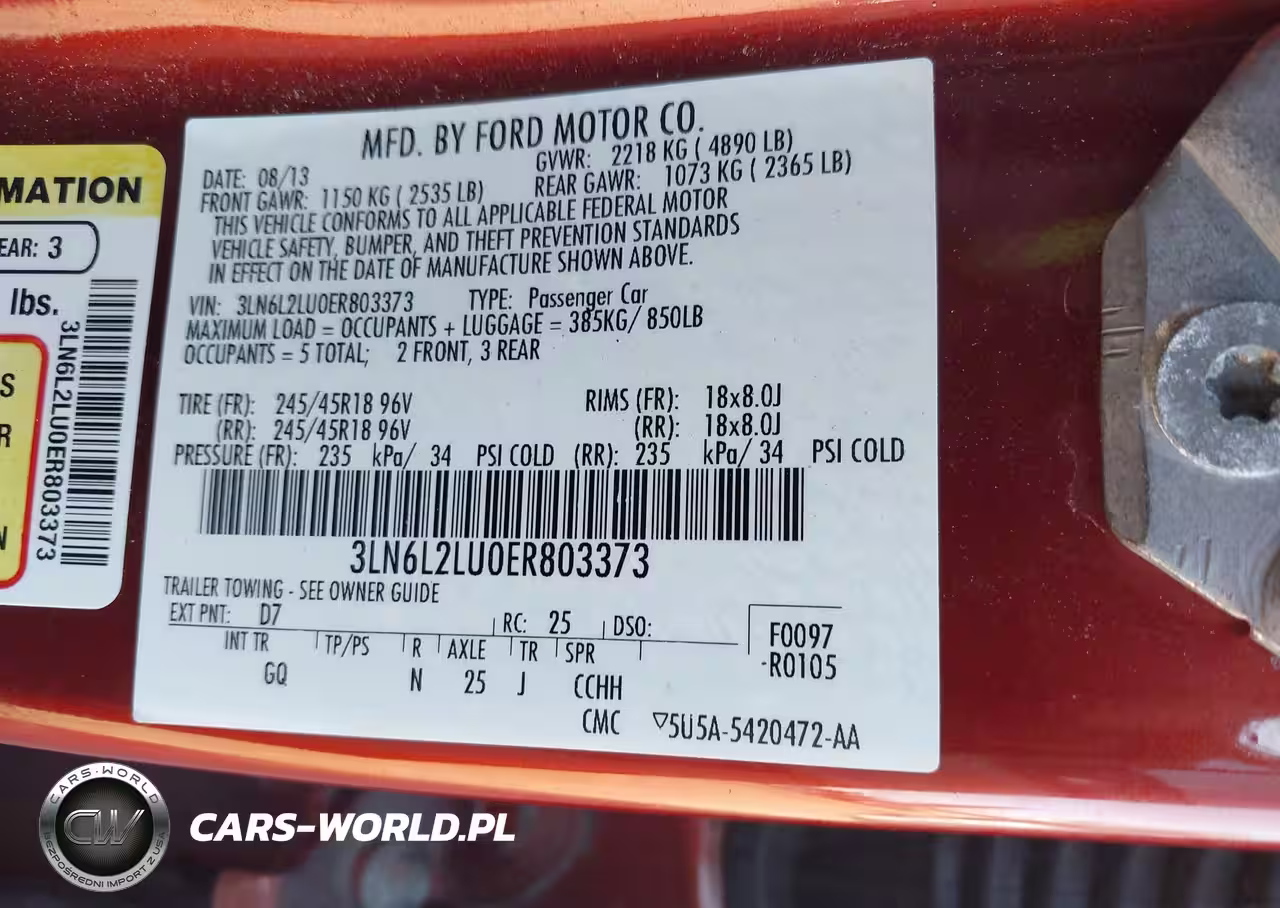 MATION
EAR: 3
lbs.
3LN6L2LU0ER803373
S
R
N
MFD. BY FORD MOTOR CO.
DATE: 08/13 GVWR: 2218 KG ( 4890 LB)
FRONT GAWR: 1150 KG ( 2535 LB) REAR GAWR: 1073 KG ( 2365 LB)
THIS VEHICLE CONFORMS TO ALL APPLICABLE FEDERAL MOTOR
VEHICLE SAFETY, BUMPER, AND THEFT PREVENTION STANDARDS
IN EFFECT ON THE DATE OF MANUFACTURE SHOWN ABOVE.
VIN: 3LN6L2LU0ER803373 TYPE: Passenger Car
MAXIMUM LOAD = OCCUPANTS + LUGGAGE = 385KG/ 850LB
OCCUPANTS = 5 TOTAL; 2 FRONT, 3 REAR
TIRE (FR): 245/45R18 96V RIMS (FR): 18x8.0J
(RR): 245/45R18 96V (RR): 18x8.0J
PRESSURE (FR): 235 kPa/ 34 PSI COLD (RR): 235 kPa/ 34 PSI COLD
3LN6L2LU0ER803373
TRAILER TOWING - SEE OWNER GUIDE
EXT PNT: D7 RC: 25 DSO:
INT TR TP/PS R AXLE TR SPR
GQ N 25 J CCHH
CMC
F0097
-R0105
▽5U5A-5420472-AA
CARS-WORLD
CW
BEZPOŚREDNI IMPORT Z USA
CARS-WORLD.PL